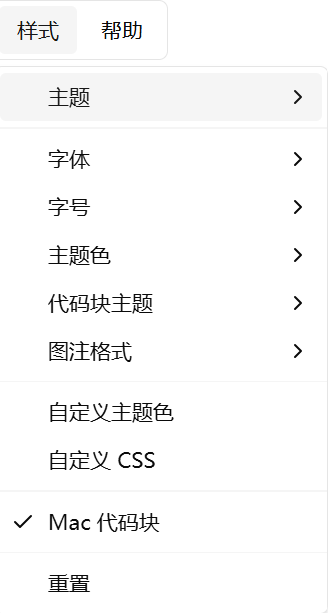 样式 帮助
主题
字体
字号
主题色
代码块主题
图注格式
自定义主题色
自定义 CSS
Mac 代码块
重置